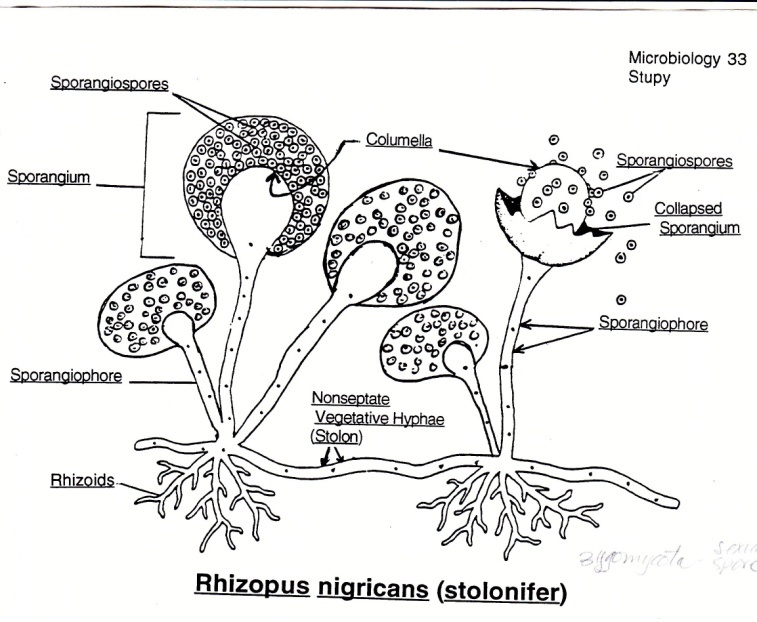 Microbiology 33
Stupy
Sporangiospores
Columella
Sporangiospores
Sporangium
Collapsed
Sporangium
Sporangiophore
Sporangiophore
Nonseptate
Vegetative Hyphae
(Stolon)
Rhizoids
zygomycota -
Rhizopus nigricans (stolonifer)